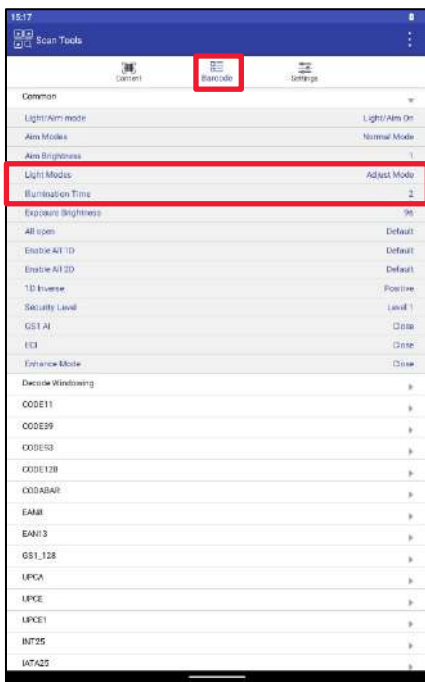 15:17
Scan Tools
Content Barcode Settings
Common
Light/Aim mode Light/Aim On
Aim Modes Normal Mode
Aim Brightness 1
Light Modes Adjust Mode
Illumination Time 2
Exposure Brightness 96
All open Default
Enable All 1D Default
Enable All 2D Default
1D Inverse Positive
Security Level Level 1
GS1 AI Close
ECI Close
Enhance Mode Close
Decode Windowing
CODE11
CODE39
CODE93
CODE128
CODABAR
EAN8
EAN13
GS1_128
UPCA
UPCE
UPCE1
INT25
IATA25